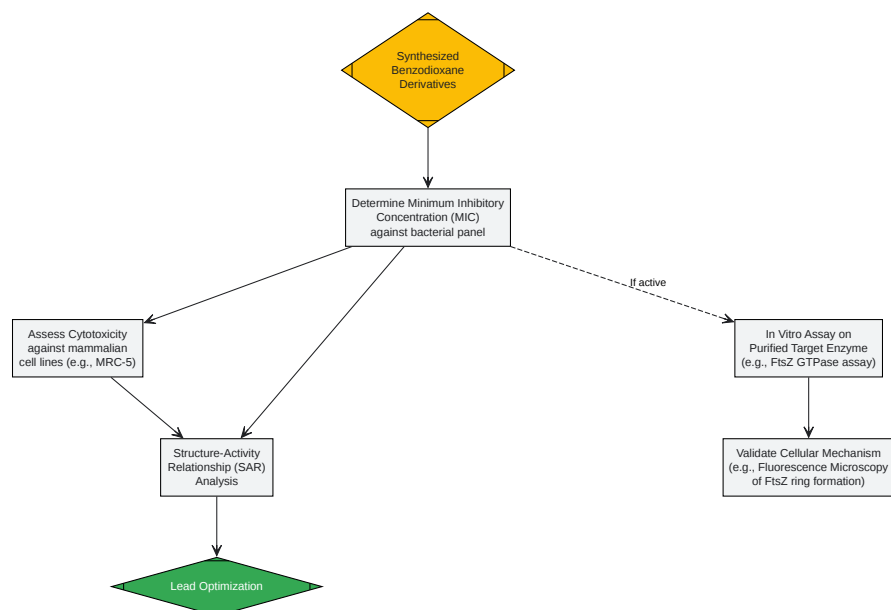 Synthesized
Benzodioxane
Derivatives
Determine Minimum Inhibitory
Concentration (MIC)
against bacterial panel
If active
Assess Cytotoxicity
against mammalian
cell lines (e.g., MRC-5)
In Vitro Assay on
Purified Target Enzyme
(e.g., FtsZ GTPase assay)
Structure-Activity
Relationship (SAR)
Analysis
Validate Cellular Mechanism
(e.g., Fluorescence Microscopy
of FtsZ ring formation)
Lead Optimization